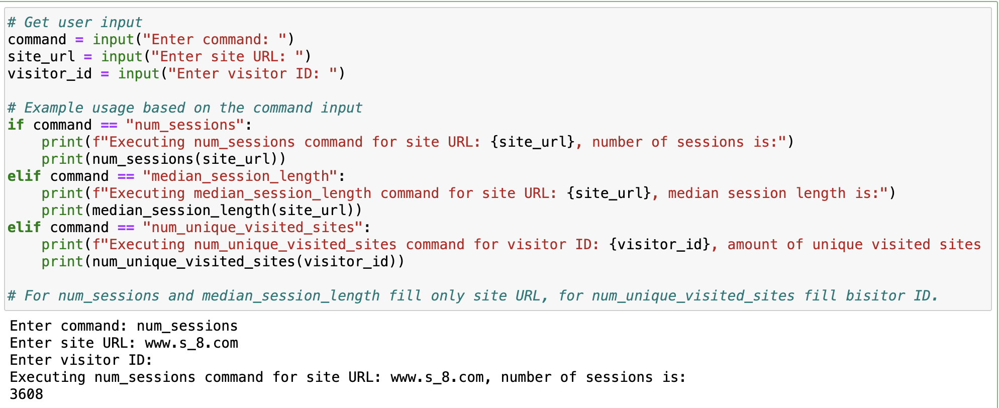 # Get user input
command = input("Enter command: ")
site_url = input("Enter site URL: ")
visitor_id = input("Enter visitor ID: ")
# Example usage based on the command input
if command == "num_sessions":
    print(f"Executing num_sessions command for site URL: {site_url}, number of sessions is:")
    print(num_sessions(site_url))
elif command == "median_session_length":
    print(f"Executing median_session_length command for site URL: {site_url}, median session length is:")
    print(median_session_length(site_url))
elif command == "num_unique_visited_sites":
    print(f"Executing num_unique_visited_sites command for visitor ID: {visitor_id}, amount of unique visited sites
    print(num_unique_visited_sites(visitor_id))
# For num_sessions and median_session_length fill only site URL, for num_unique_visited_sites fill bisitor ID.
Enter command: num_sessions
Enter site URL: www.s_8.com
Enter visitor ID:
Executing num_sessions command for site URL: www.s_8.com, number of sessions is:
3608